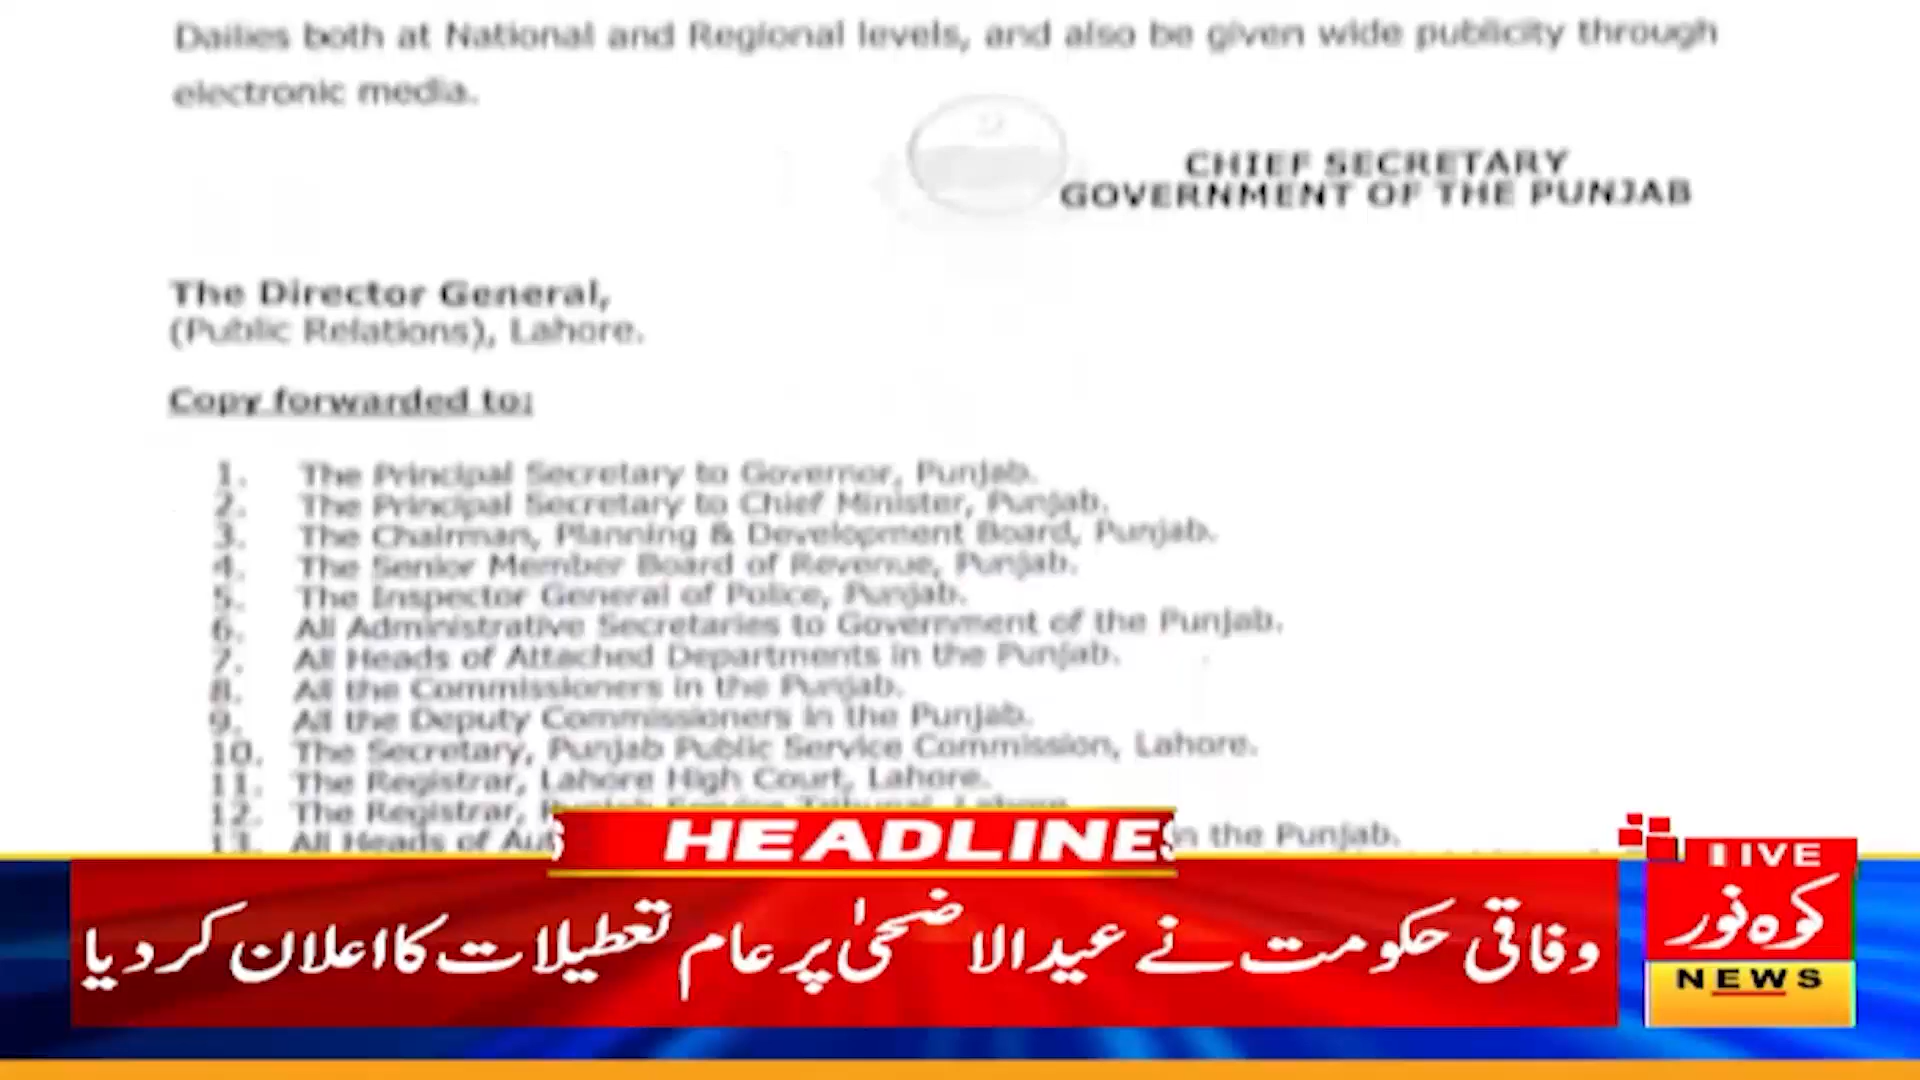 Dailies both at National and Regional levels, and also be given wide publicity through
electronic media.
CHIEF SECRETARY
GOVERNMENT OF THE PUNJAB
The Director General,
(Public Relations), Lahore.
Copy forwarded to:
1. The Principal Secretary to Governor, Punjab.
2. The Principal Secretary to Chief Minister, Punjab.
3. The Chairman, Planning & Development Board, Punjab.
4. The Senior Member Board of Revenue, Punjab.
5. The Inspector General of Police, Punjab.
6. All Administrative Secretaries to Government of the Punjab.
7. All Heads of Attached Departments in the Punjab.
8. All the Commissioners in the Punjab.
9. All the Deputy Commissioners in the Punjab.
10. The Secretary, Punjab Public Service Commission, Lahore.
11. The Registrar, Lahore High Court, Lahore.
12. The Registrar, Punjab Service Tribunal, Lahore.
13. All Heads of in the Punjab.
HEADLINES
LIVE
وفاقی حکومت نے عیدالاضحیٰ پر عام تعطیلات کا اعلان کر دیا
کوہ نور
NEWS